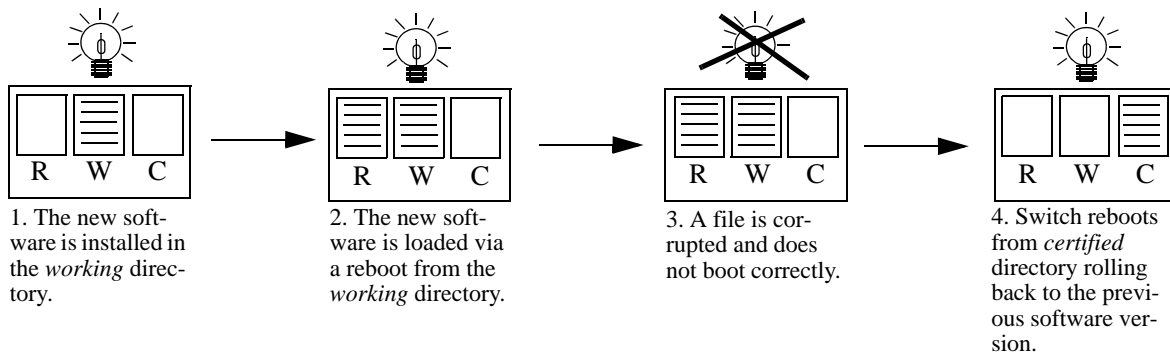 R W C
1. The new soft-
ware is installed in
the working direc-
tory.
R W C
2. The new soft-
ware is loaded via
a reboot from the
working directory.
R W C
3. A file is cor-
rupted and does
not boot correctly.
R W C
4. Switch reboots
from certified
directory rolling
back to the previ-
ous software ver-
sion.